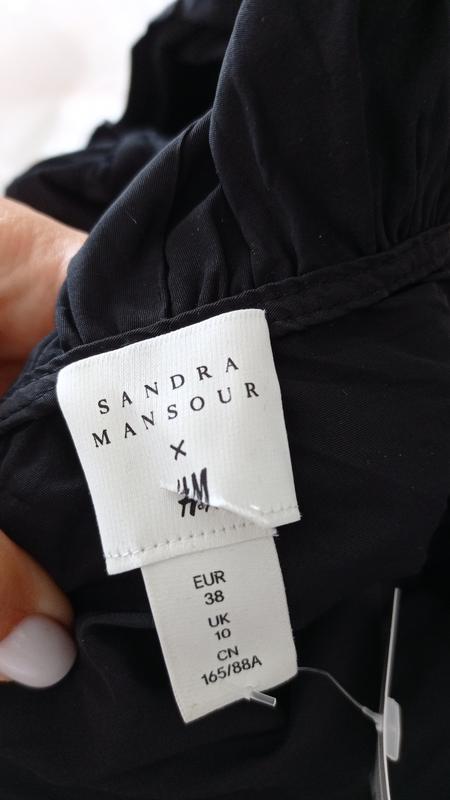 SANDRA
MANSOUR
×
H&M
EUR
38
UK
10
CN
165/88A